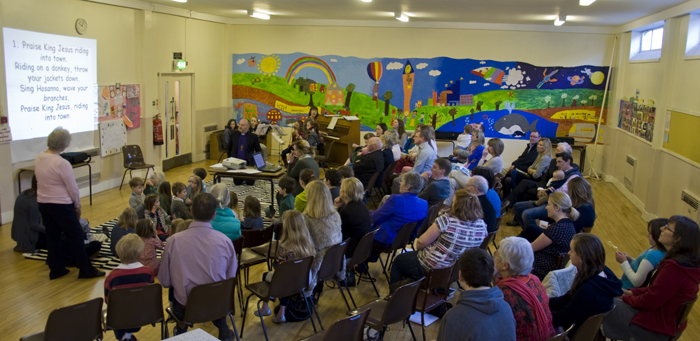 1. Praise King Jesus riding
into town,
Riding on a donkey, throw
your jackets down.
Sing Hosanna, wave your
branches,
Praise King Jesus, riding
into town.